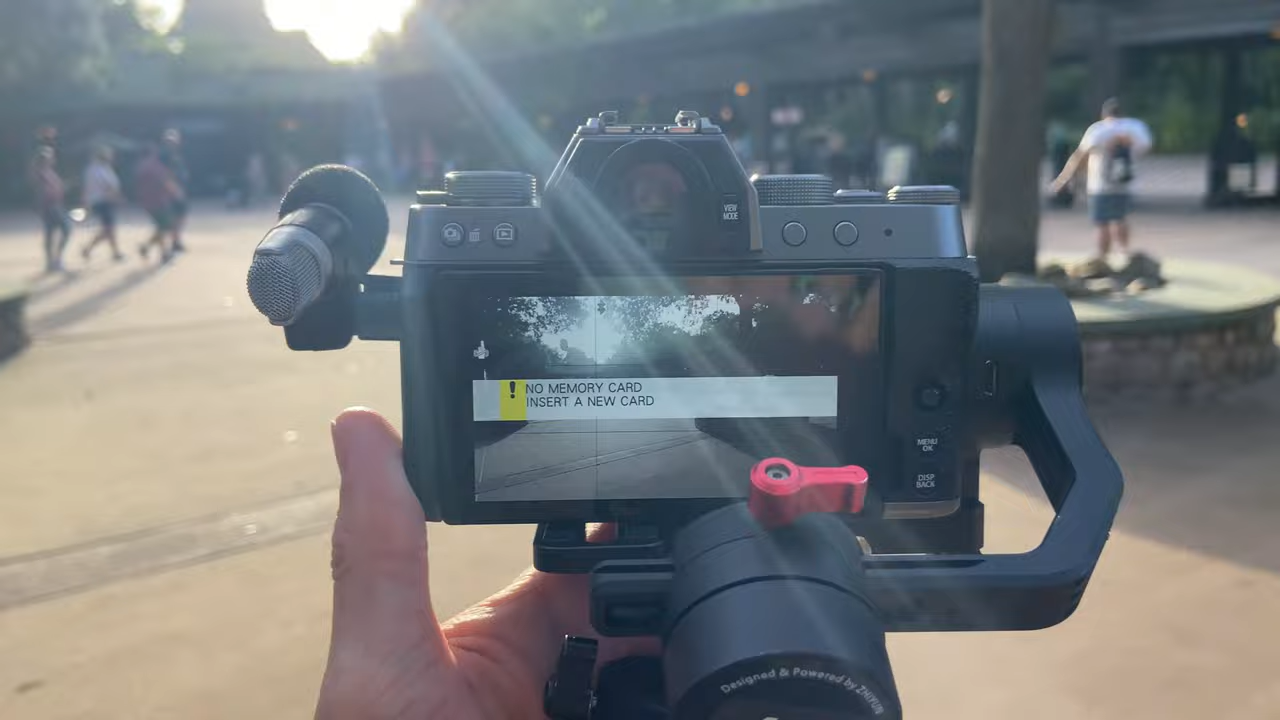 VIEW
MODE
!
NO MEMORY CARD
INSERT A NEW CARD
MENU
OK
DISP
BACK
Designed & Powered by ZHIYUN